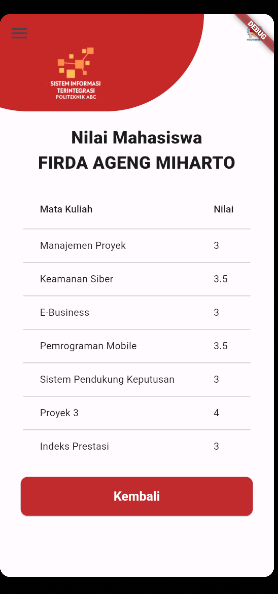 DEBUG
SISTEM INFORMASI
TERINTEGRASI
POLITEKNIK ABC
Nilai Mahasiswa
FIRDA AGENG MIHARTO
Mata Kuliah Nilai
Manajemen Proyek 3
Keamanan Siber 3.5
E-Business 3
Pemrograman Mobile 3.5
Sistem Pendukung Keputusan 3
Proyek 3 4
Indeks Prestasi 3
Kembali